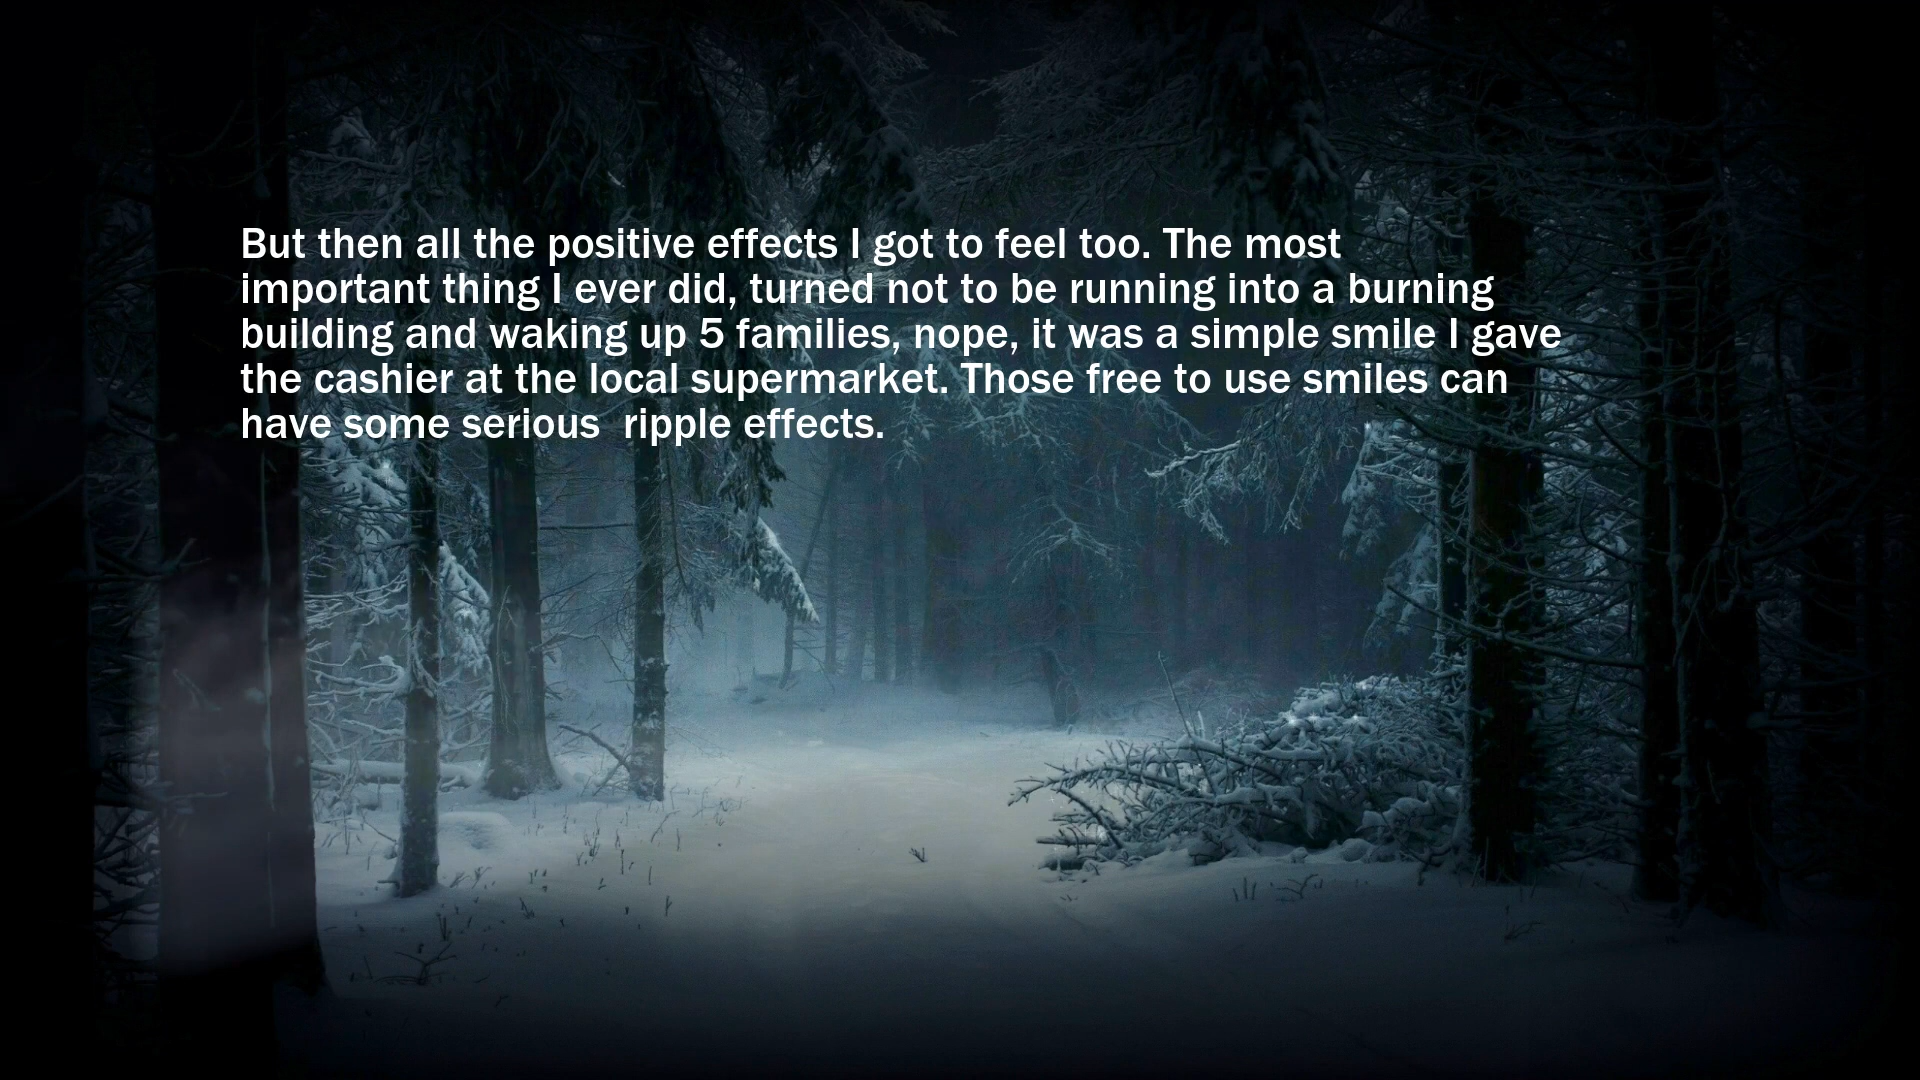 But then all the positive effects I got to feel too. The most
important thing I ever did, turned not to be running into a burning
building and waking up 5 families, nope, it was a simple smile I gave
the cashier at the local supermarket. Those free to use smiles can
have some serious  ripple effects.